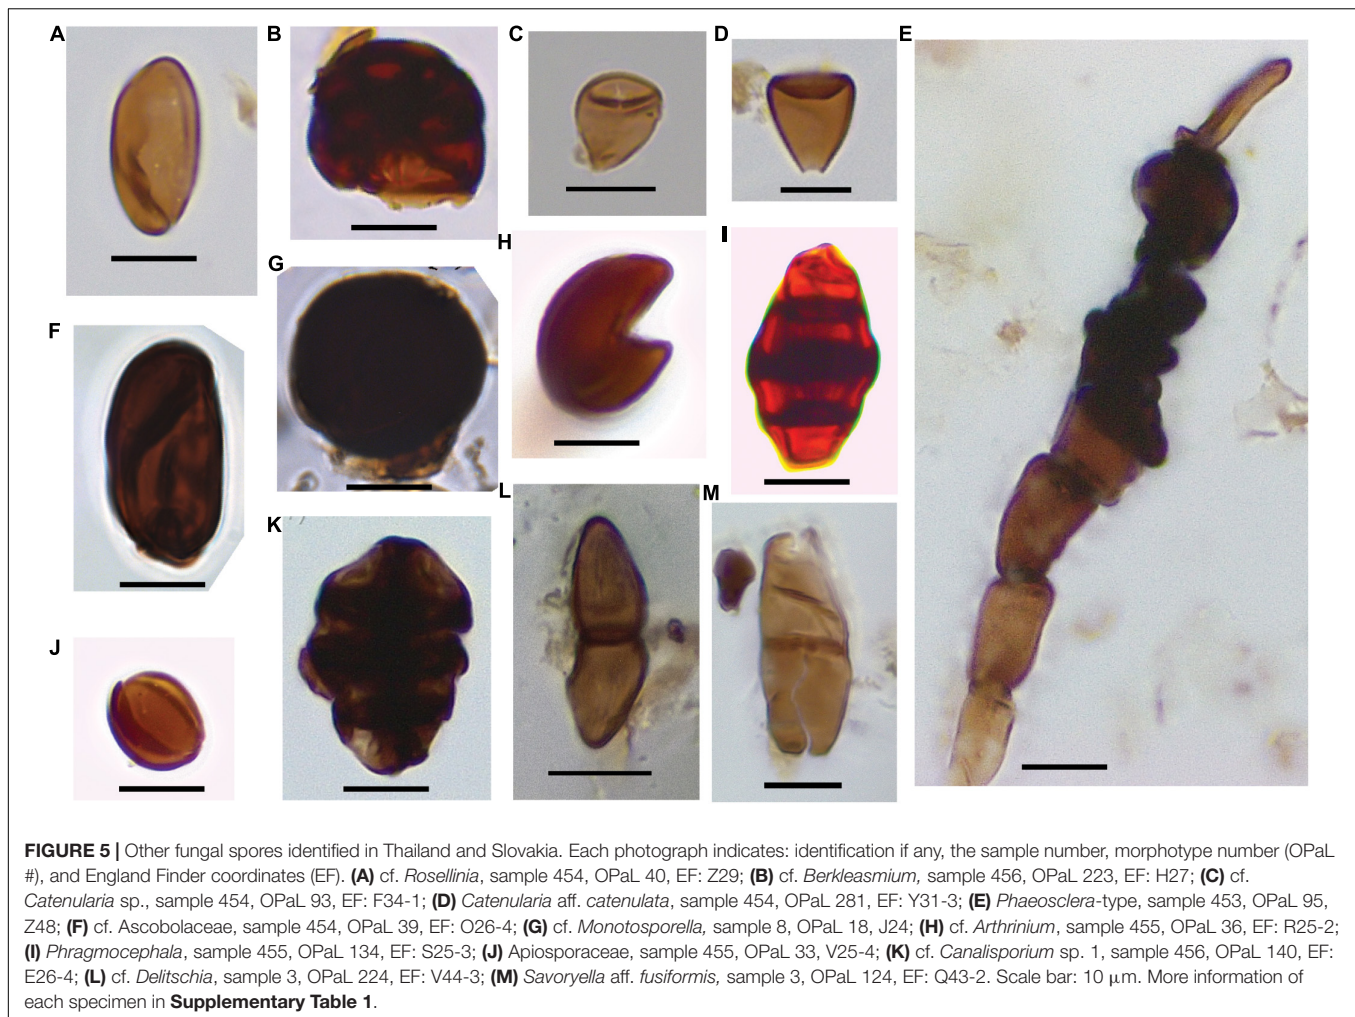 A
B
C
D
E
F
G
H
I
J
K
L
M
FIGURE 5 | Other fungal spores identified in Thailand and Slovakia. Each photograph indicates: identification if any, the sample number, morphotype number (OPaL
#), and England Finder coordinates (EF). (A) cf. Rosellinia, sample 454, OPaL 40, EF: Z29; (B) cf. Berkleasmium, sample 456, OPaL 223, EF: H27; (C) cf.
Catenularia sp., sample 454, OPaL 93, EF: F34-1; (D) Catenularia aff. catenulata, sample 454, OPaL 281, EF: Y31-3; (E) Phaeosclera-type, sample 453, OPaL 95,
Z48; (F) cf. Ascobolaceae, sample 454, OPaL 39, EF: O26-4; (G) cf. Monotosporella, sample 8, OPaL 18, J24; (H) cf. Arthrinium, sample 455, OPaL 36, EF: R25-2;
(I) Phragmocephala, sample 455, OPaL 134, EF: S25-3; (J) Apiosporaceae, sample 455, OPaL 33, V25-4; (K) cf. Canalisporium sp. 1, sample 456, OPaL 140, EF:
E26-4; (L) cf. Delitschia, sample 3, OPaL 224, EF: V44-3; (M) Savoryella aff. fusiformis, sample 3, OPaL 124, EF: Q43-2. Scale bar: 10 μm. More information of
each specimen in Supplementary Table 1.